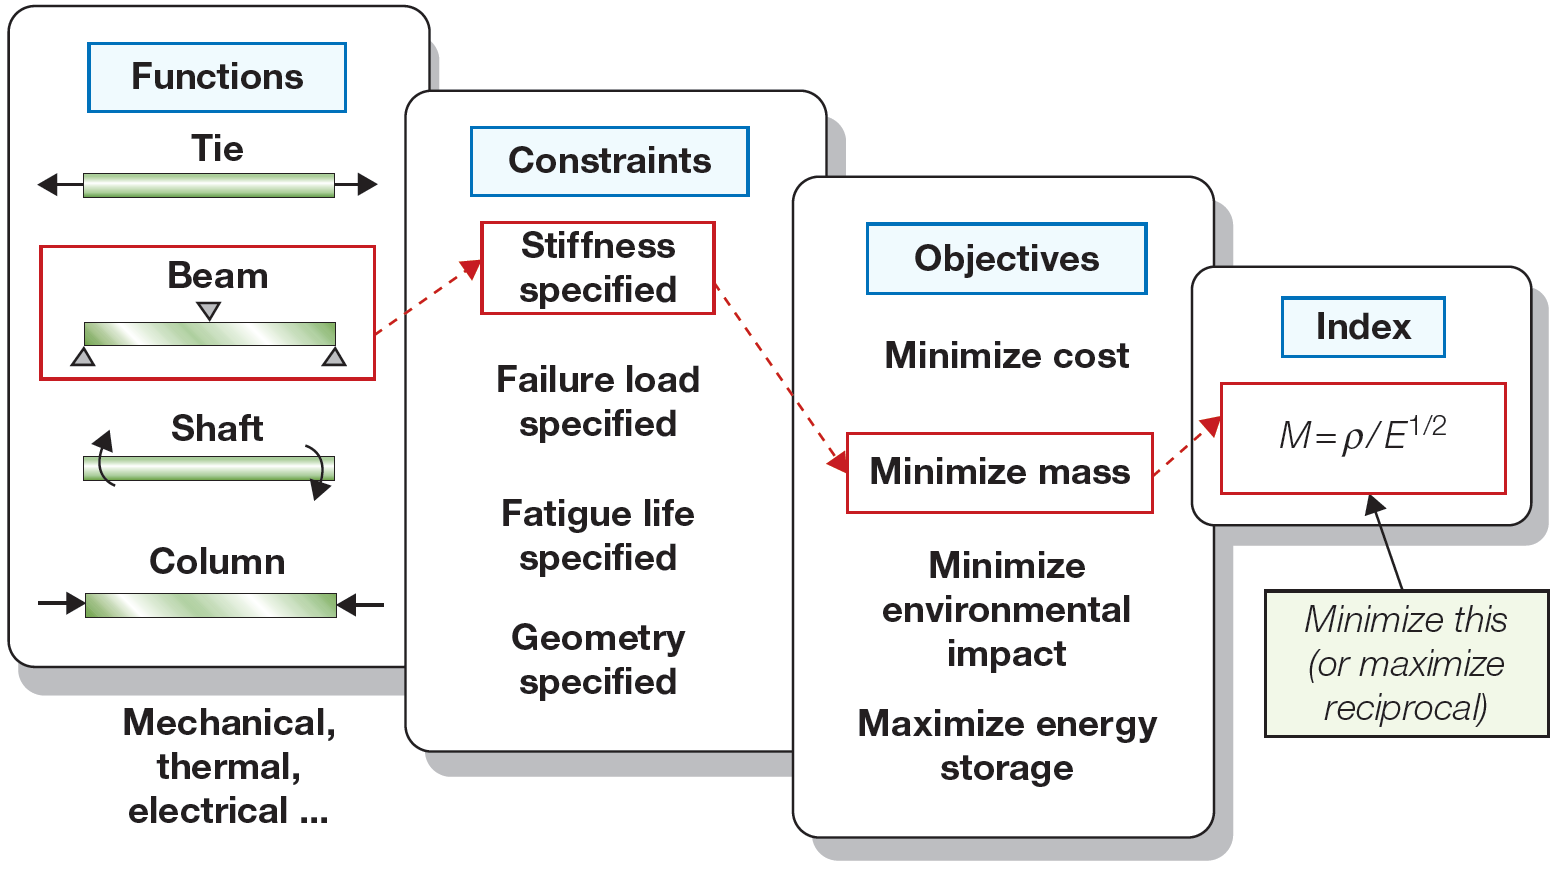 Functions
Tie
Beam
Shaft
Column
Mechanical,
thermal,
electrical ...
Constraints
Stiffness
specified
Failure load
specified
Fatigue life
specified
Geometry
specified
Objectives
Minimize cost
Minimize mass
Minimize
environmental
impact
Maximize energy
storage
Index
M = ρ/E^1/2
Minimize this
(or maximize
reciprocal)